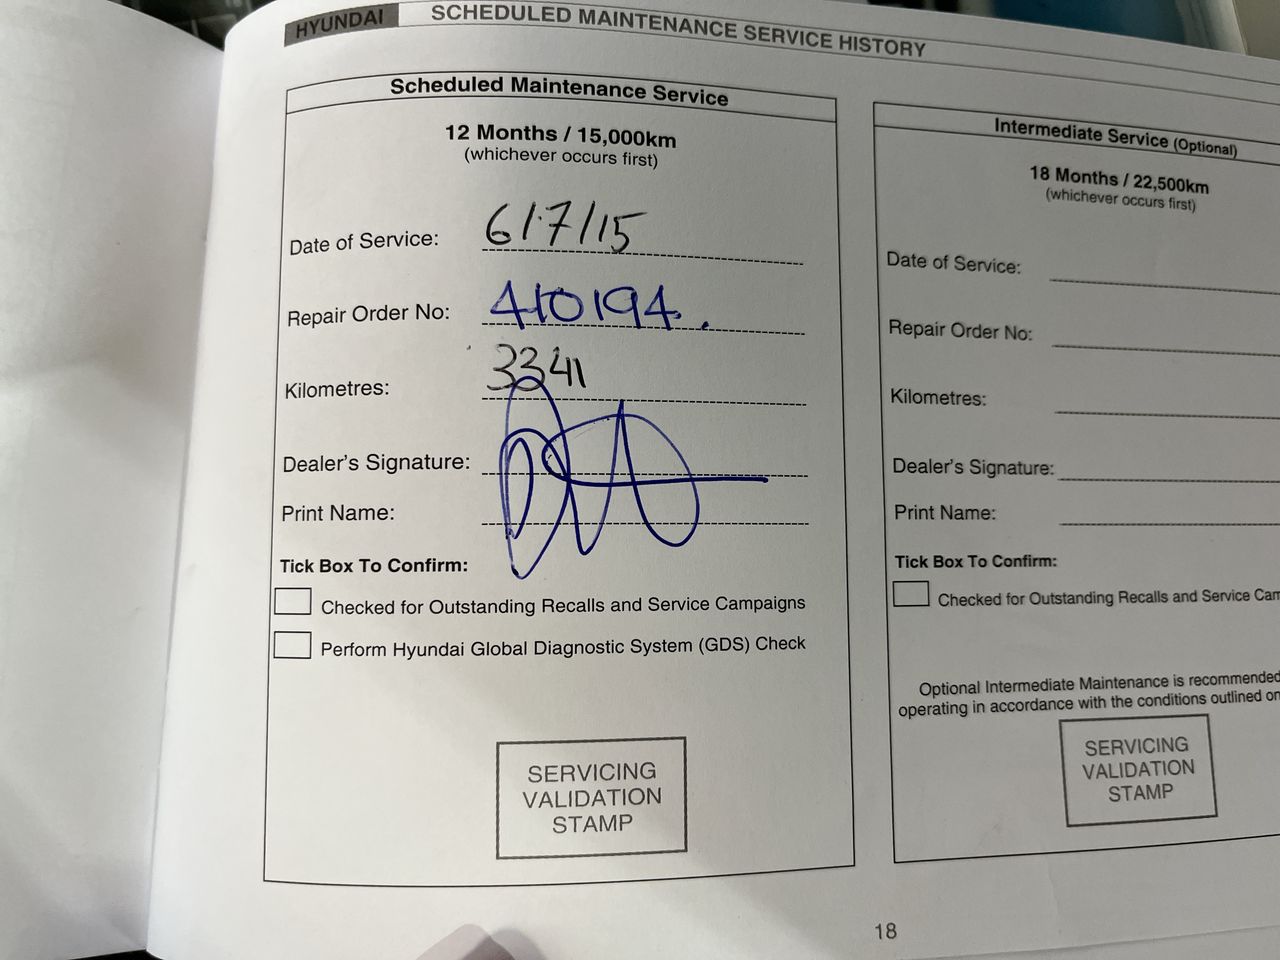 HYUNDAI SCHEDULED MAINTENANCE SERVICE HISTORY
Scheduled Maintenance Service
12 Months / 15,000km
(whichever occurs first)
Date of Service: 6/7/15
Repair Order No: 410194.
Kilometres: 3341
Dealer's Signature:
Print Name:
Tick Box To Confirm:
Checked for Outstanding Recalls and Service Campaigns
Perform Hyundai Global Diagnostic System (GDS) Check
SERVICING
VALIDATION
STAMP
Intermediate Service (Optional)
18 Months / 22,500km
(whichever occurs first)
Date of Service:
Repair Order No:
Kilometres:
Dealer's Signature:
Print Name:
Tick Box To Confirm:
Checked for Outstanding Recalls and Service Cam
Optional Intermediate Maintenance is recommended
operating in accordance with the conditions outlined on
SERVICING
VALIDATION
STAMP
18